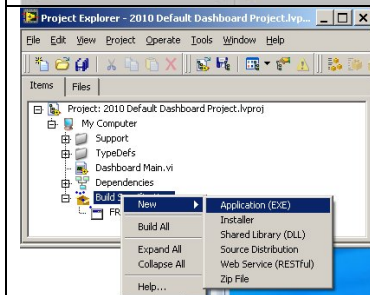 Project Explorer - 2010 Default Dashboard Project.lvp...
File Edit View Project Operate Tools Window Help
Items Files
Project: 2010 Default Dashboard Project.lvproj
My Computer
Support
TypeDefs
Dashboard Main.vi
Dependencies
Build S
FR
New
Build All
Expand All
Collapse All
Help...
Application (EXE)
Installer
Shared Library (DLL)
Source Distribution
Web Service (RESTful)
Zip File